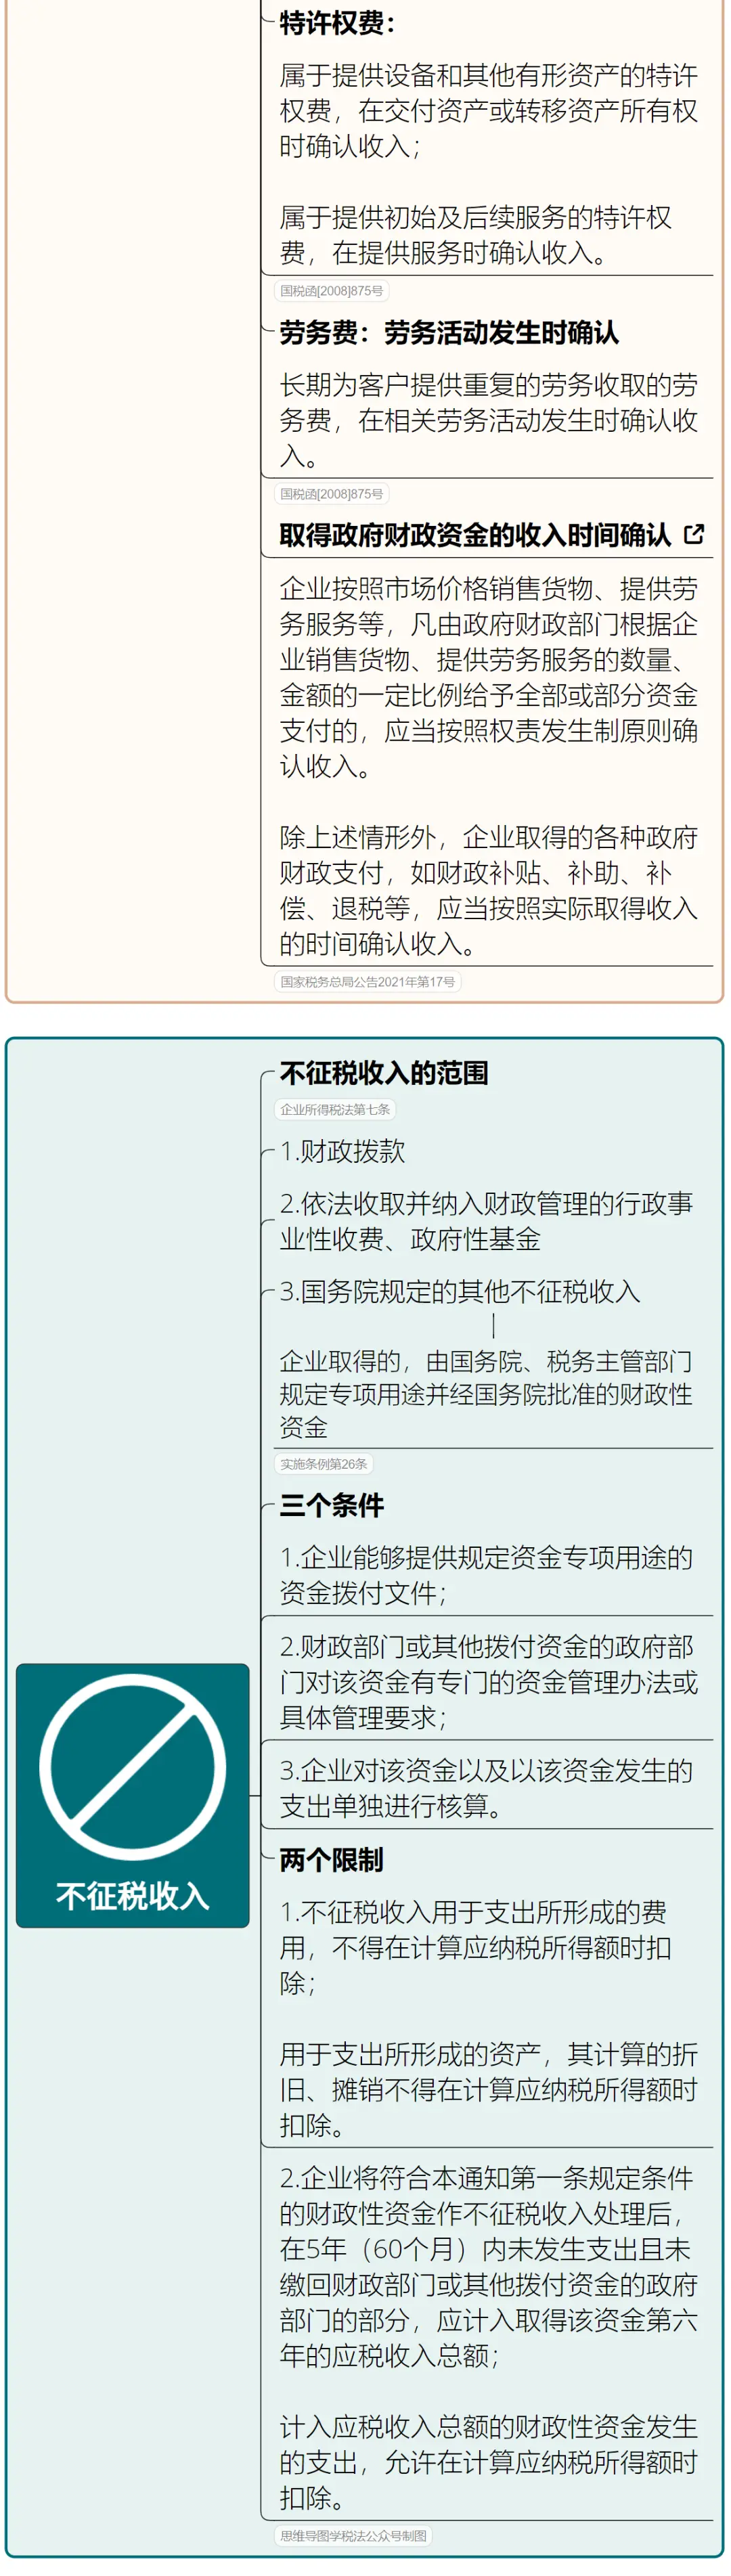 特许权费：
属于提供设备和其他有形资产的特许
权费，在交付资产或转移资产所有权
时确认收入；
属于提供初始及后续服务的特许权
费，在提供服务时确认收入。
国税函[2008]875号
劳务费：劳务活动发生时确认
长期为客户提供重复的劳务收取的劳
务费，在相关劳务活动发生时确认收
入。
国税函[2008]875号
取得政府财政资金的收入时间确认
企业按照市场价格销售货物、提供劳
务服务等，凡由政府财政部门根据企
业销售货物、提供劳务服务的数量、
金额的一定比例给予全部或部分资金
支付的，应当按照权责发生制原则确
认收入。
除上述情形外，企业取得的各种政府
财政支付，如财政补贴、补助、补
偿、退税等，应当按照实际取得收入
的时间确认收入。
国家税务总局公告2021年第17号
不征税收入的范围
企业所得税法第七条
1.财政拨款
2.依法收取并纳入财政管理的行政事
业性收费、政府性基金
3.国务院规定的其他不征税收入
企业取得的，由国务院、税务主管部门
规定专项用途并经国务院批准的财政性
资金
实施条例第26条
三个条件
1.企业能够提供规定资金专项用途的
资金拨付文件；
2.财政部门或其他拨付资金的政府部
门对该资金有专门的资金管理办法或
具体管理要求；
3.企业对该资金以及以该资金发生的
支出单独进行核算。
不征税收入
两个限制
1.不征税收入用于支出所形成的费
用，不得在计算应纳税所得额时扣
除；
用于支出所形成的资产，其计算的折
旧、摊销不得在计算应纳税所得额时
扣除。
2.企业将符合本通知第一条规定条件
的财政性资金作不征税收入处理后，
在5年（60个月）内未发生支出且未
缴回财政部门或其他拨付资金的政府
部门的部分，应计入取得该资金第六
年的应税收入总额；
计入应税收入总额的财政性资金发生
的支出，允许在计算应纳税所得额时
扣除。
思维导图学税法公众号制图